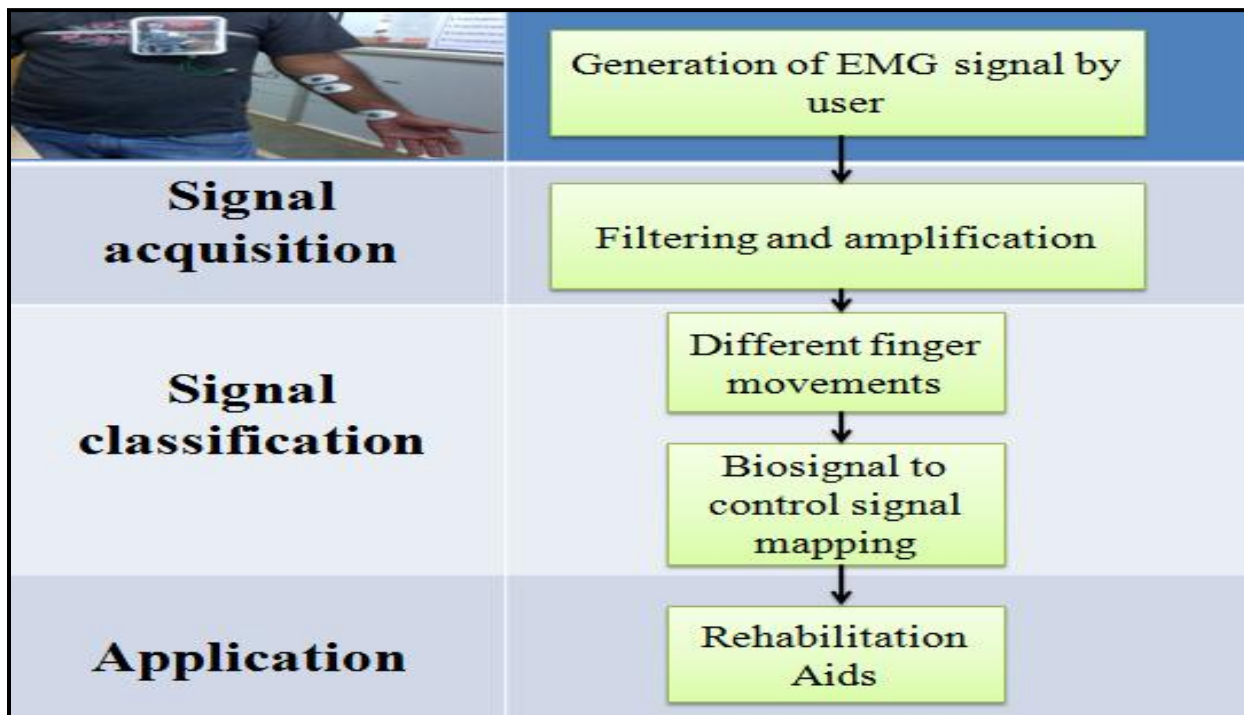 Generation of EMG signal by
user
Signal
acquisition
Filtering and amplification
Different finger
movements
Signal
classification
Biosignal to
control signal
mapping
Application
Rehabilitation
Aids